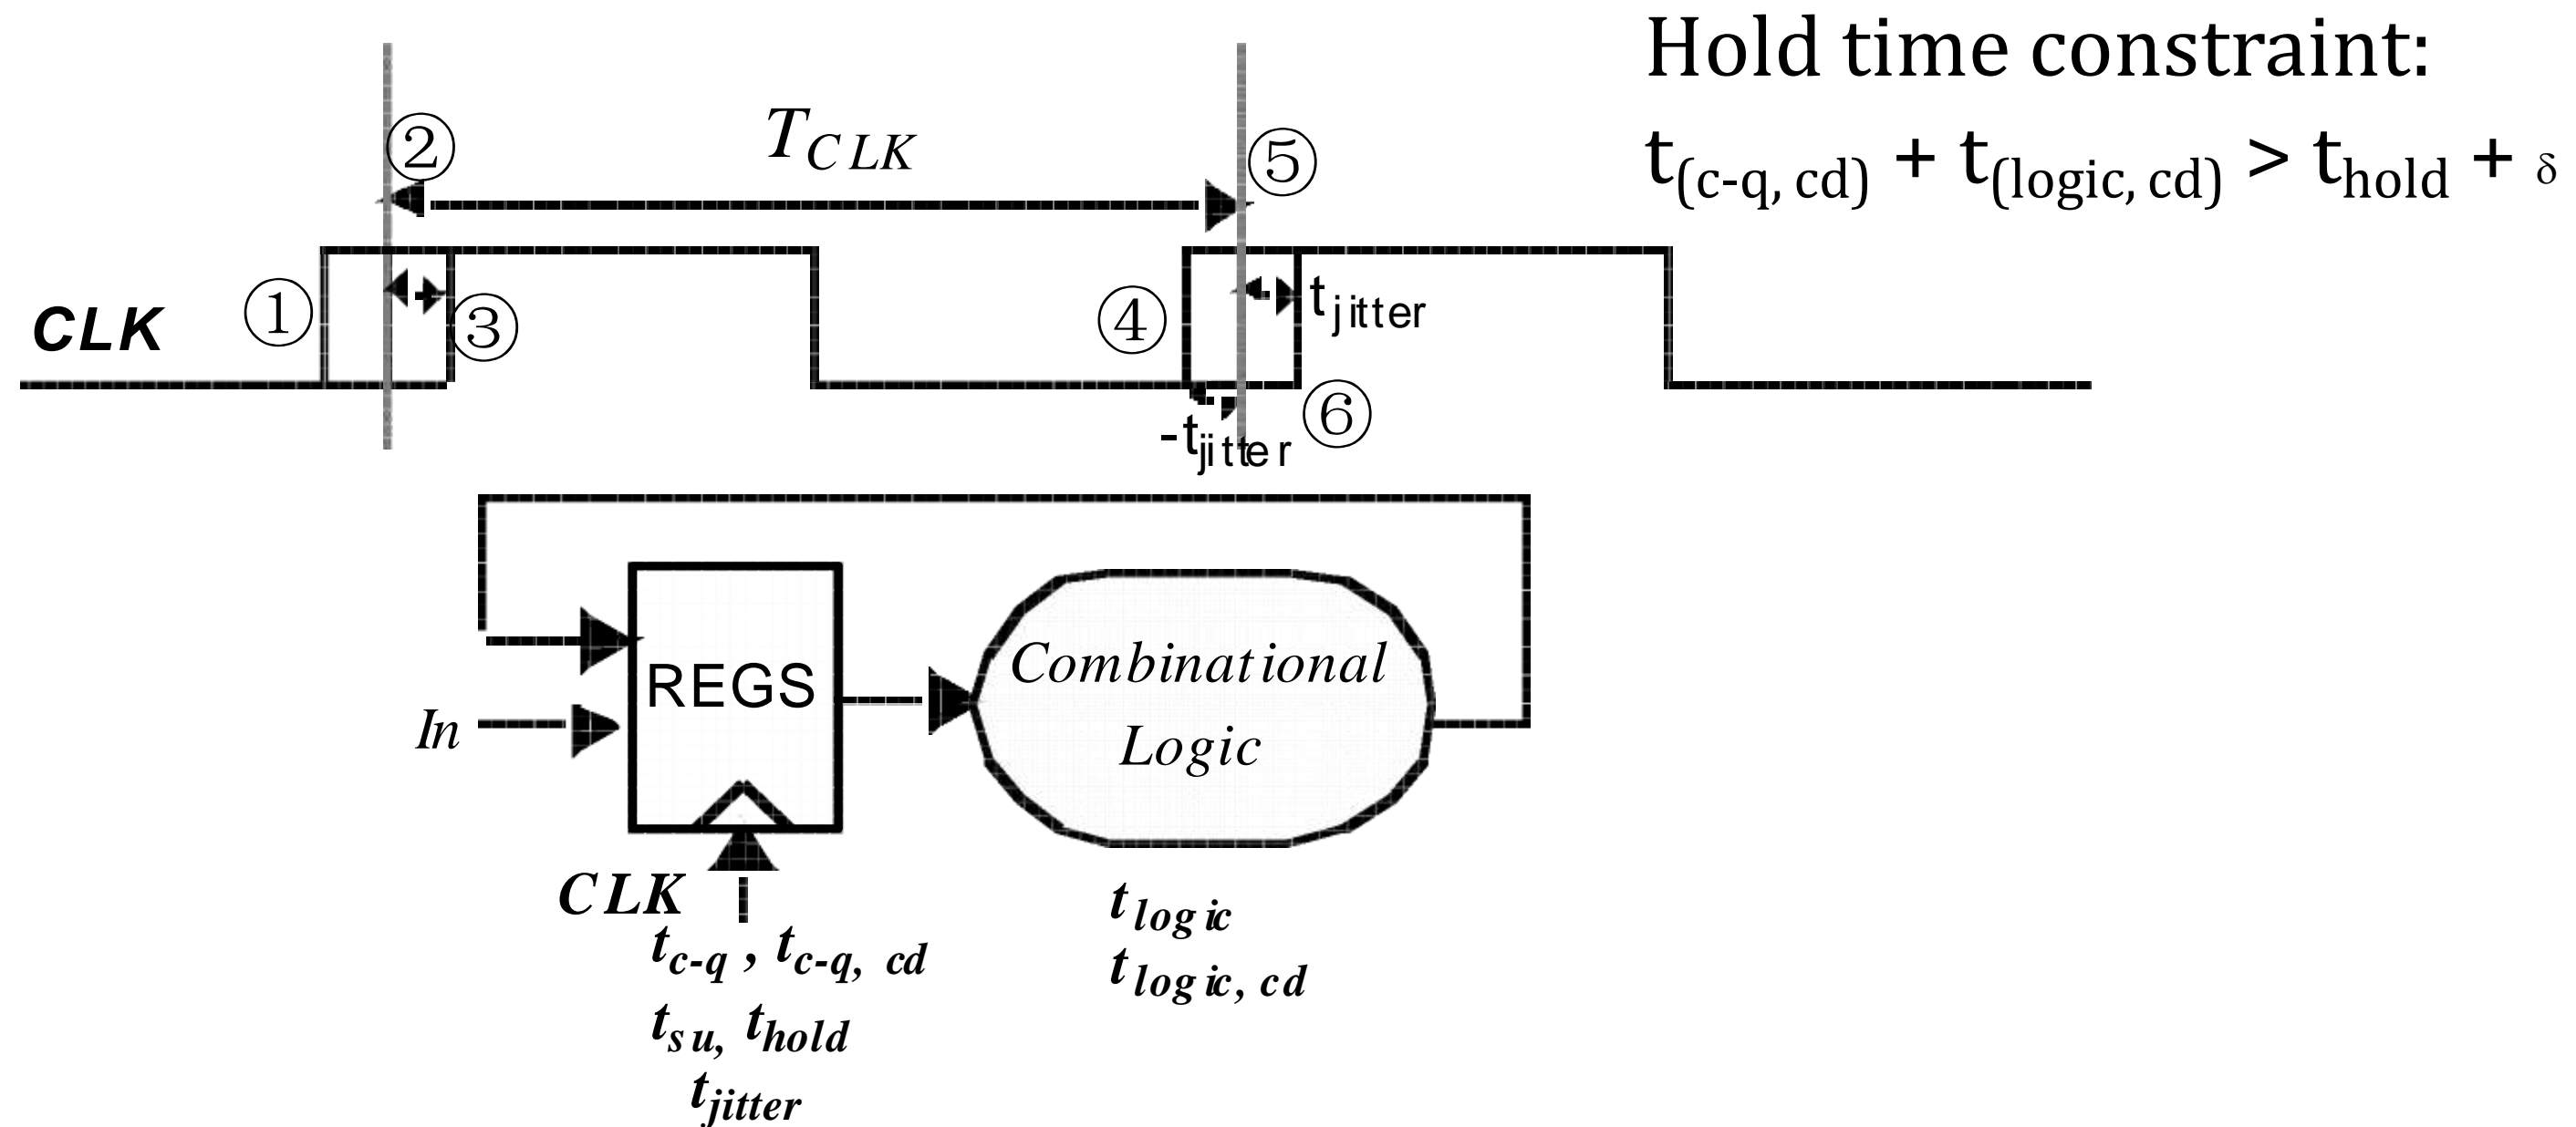 Hold time constraint:
t(c-q, cd) + t(logic, cd) > thold + δ
② TCLK ⑤
CLK ① ③ ④ tjitter
-tjitter ⑥
REGS
Combinational
Logic
In
CLK
tc-q , tc-q, cd
tsu, thold
tjitter
tlogic
tlogic, cd